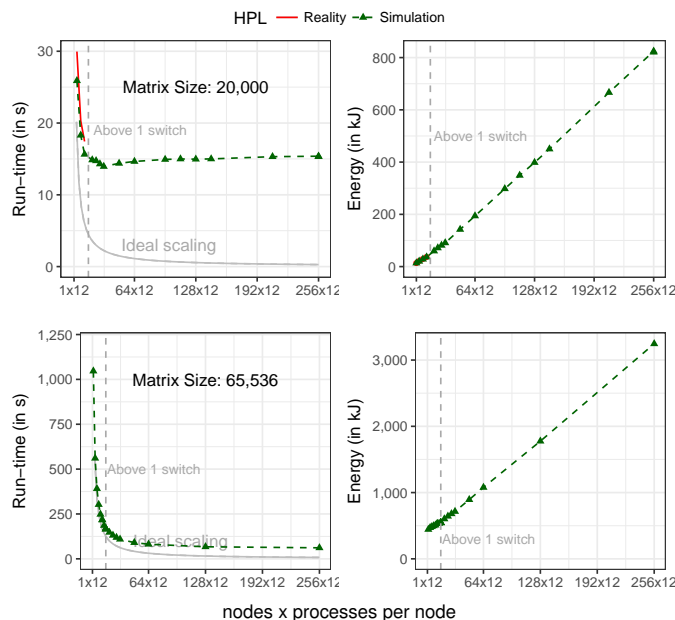 HPL Reality Simulation
30
20
10
0
Run−time (in s)
Matrix Size: 20,000
Above 1 switch
Ideal scaling
1x12 64x12 128x12 192x12 256x12
800
600
400
200
0
Energy (in kJ)
Above 1 switch
1x12 64x12 128x12 192x12 256x12
1,250
1,000
750
500
250
0
Run−time (in s)
Matrix Size: 65,536
Above 1 switch
Ideal scaling
1x12 64x12 128x12 192x12 256x12
3,000
2,000
1,000
0
Energy (in kJ)
Above 1 switch
1x12 64x12 128x12 192x12 256x12
nodes x processes per node